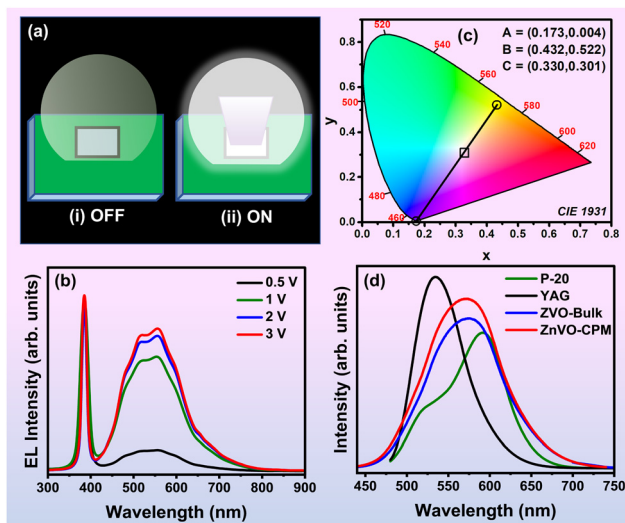 (a)
(i) OFF
(ii) ON
(c)
A = (0.173,0.004)
B = (0.432,0.522)
C = (0.330,0.301)
520
540
560
580
600
620
500
480
460
CIE 1931
y
0.8
0.6
0.4
0.2
0.0
0.0 0.1 0.2 0.3 0.4 0.5 0.6 0.7 0.8
x
(b)
0.5 V
1 V
2 V
3 V
EL Intensity (arb. units)
300 400 500 600 700 800 900
Wavelength (nm)
(d)
P-20
YAG
ZVO-Bulk
ZnVO-CPM
Intensity (arb. units)
450 500 550 600 650 700 750
Wavelength (nm)